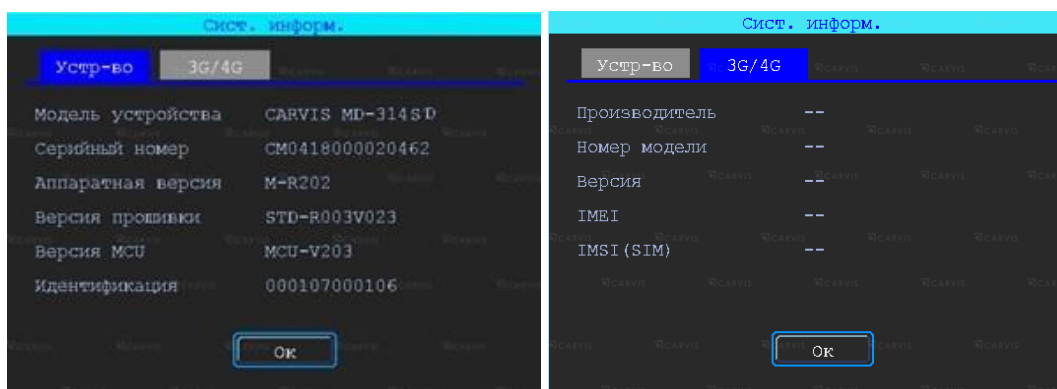 Сист. информ.
Устр-во 3G/4G
Модель устройства CARVIS MD-314SD
Серийный номер CM0418000020462
Аппаратная версия M-R202
Версия прошивки STD-R003V023
Версия MCU MCU-V203
Идентификация 000107000106
Ок
Сист. информ.
Устр-во 3G/4G
Производитель --
Номер модели --
Версия --
IMEI --
IMSI(SIM) --
Ок